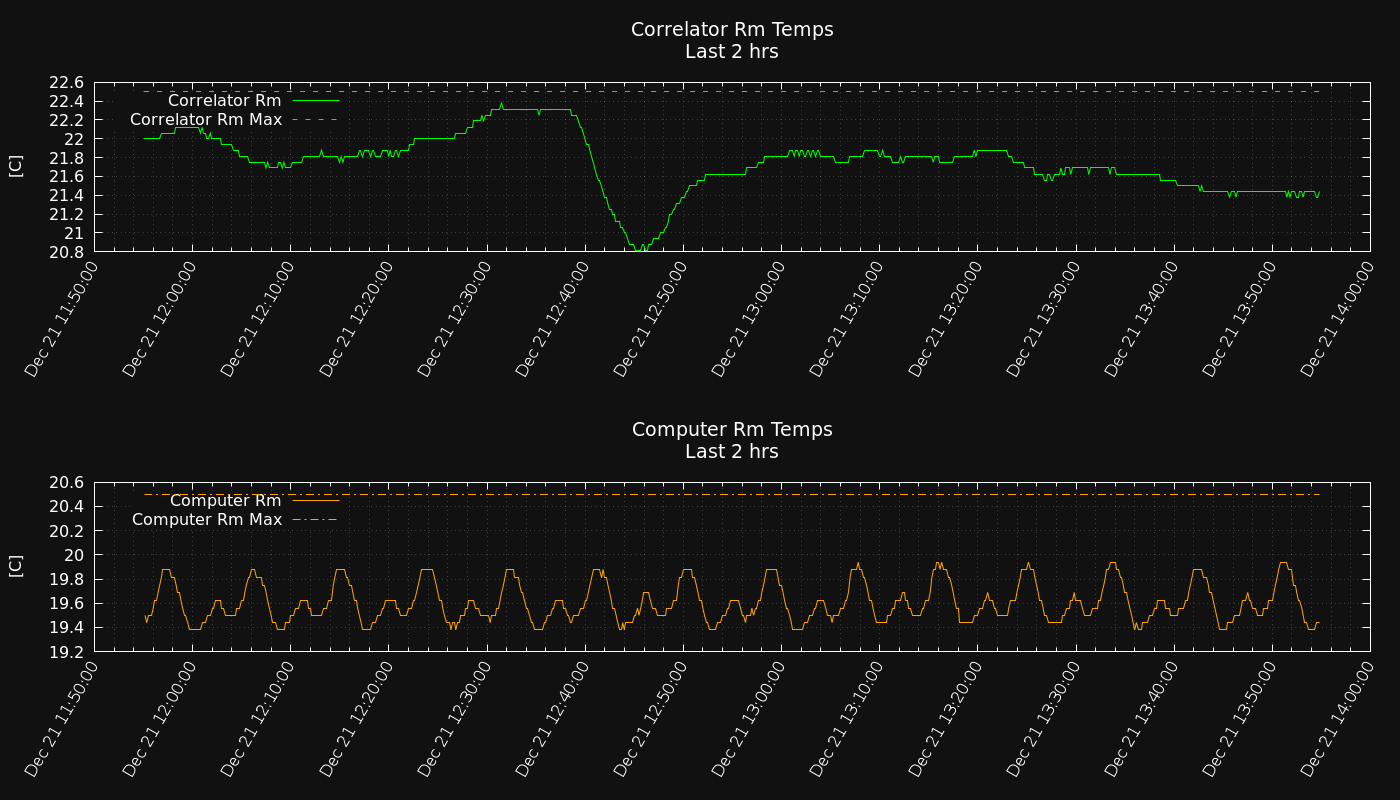 Correlator Rm Temps
Last 2 hrs
[C]
22.6
22.4
22.2
22
21.8
21.6
21.4
21.2
21
20.8
Correlator Rm
Correlator Rm Max
Dec 21 11:50:00
Dec 21 12:00:00
Dec 21 12:10:00
Dec 21 12:20:00
Dec 21 12:30:00
Dec 21 12:40:00
Dec 21 12:50:00
Dec 21 13:00:00
Dec 21 13:10:00
Dec 21 13:20:00
Dec 21 13:30:00
Dec 21 13:40:00
Dec 21 13:50:00
Dec 21 14:00:00
Computer Rm Temps
Last 2 hrs
[C]
20.6
20.4
20.2
20
19.8
19.6
19.4
19.2
Computer Rm
Computer Rm Max
Dec 21 11:50:00
Dec 21 12:00:00
Dec 21 12:10:00
Dec 21 12:20:00
Dec 21 12:30:00
Dec 21 12:40:00
Dec 21 12:50:00
Dec 21 13:00:00
Dec 21 13:10:00
Dec 21 13:20:00
Dec 21 13:30:00
Dec 21 13:40:00
Dec 21 13:50:00
Dec 21 14:00:00